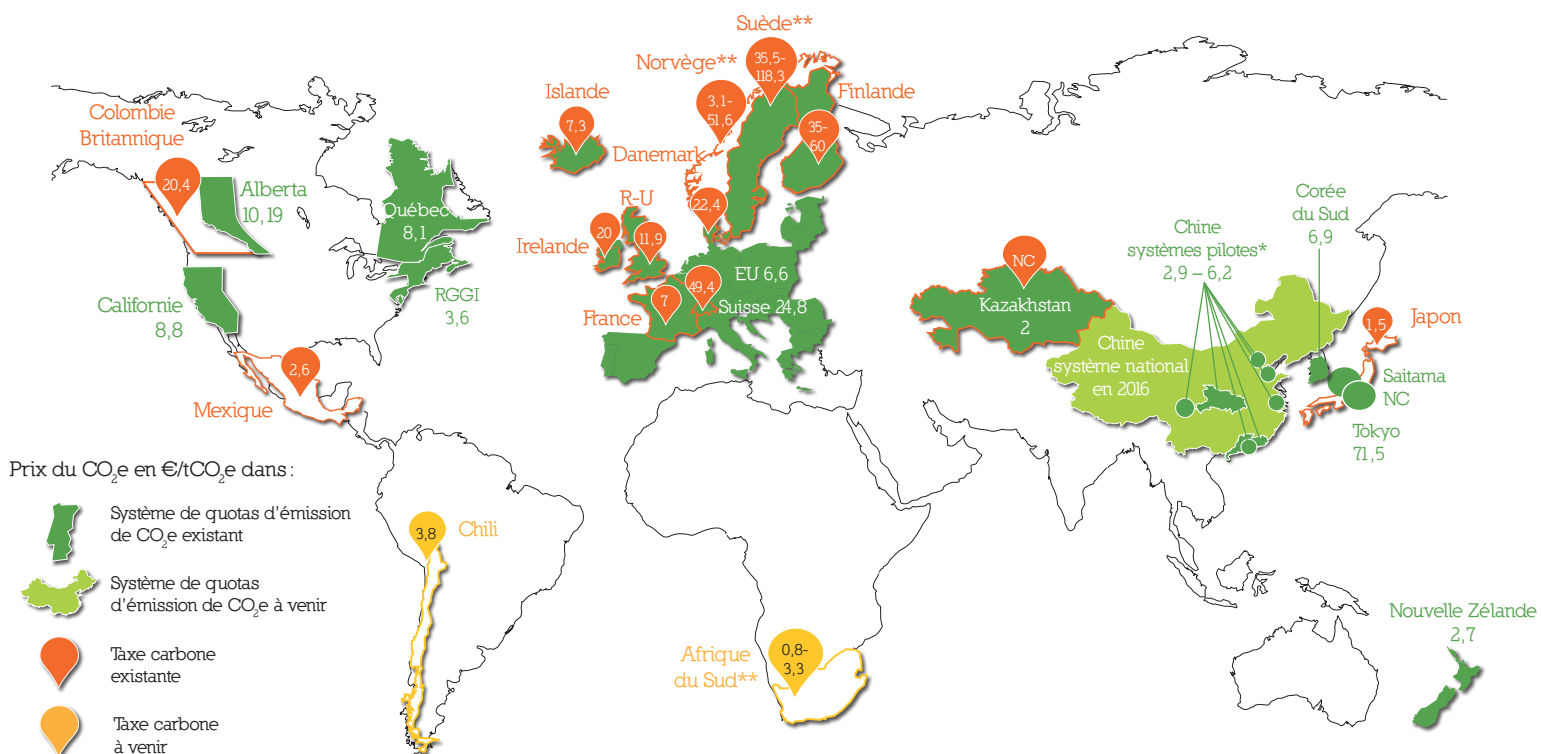 Suède**
35,5-
118,3
Norvège**
3,1-
51,6
Islande
7,3
Finlande
35-
60
Danemark
22,4
Colombie
Britannique
20,4
Alberta
10,19
Québec
8,1
R-U
11,9
Irlande
20
EU 6,6
49,4
Suisse 24,8
7
France
Californie
8,8
RGGI
3,6
2,6
Mexique
NC
Kazakhstan
2
Chine
systèmes pilotes*
2,9 – 6,2
Corée
du Sud
6,9
Chine
système national
en 2016
1,5
Japon
Saitama
NC
Tokyo
71,5
Prix du CO₂e en €/tCO₂e dans :
Système de quotas d'émission
de CO₂e existant
Système de quotas
d'émission de CO₂e à venir
Taxe carbone
existante
Taxe carbone
à venir
3,8
Chili
Afrique
du Sud**
0,8-
3,3
Nouvelle Zélande
2,7